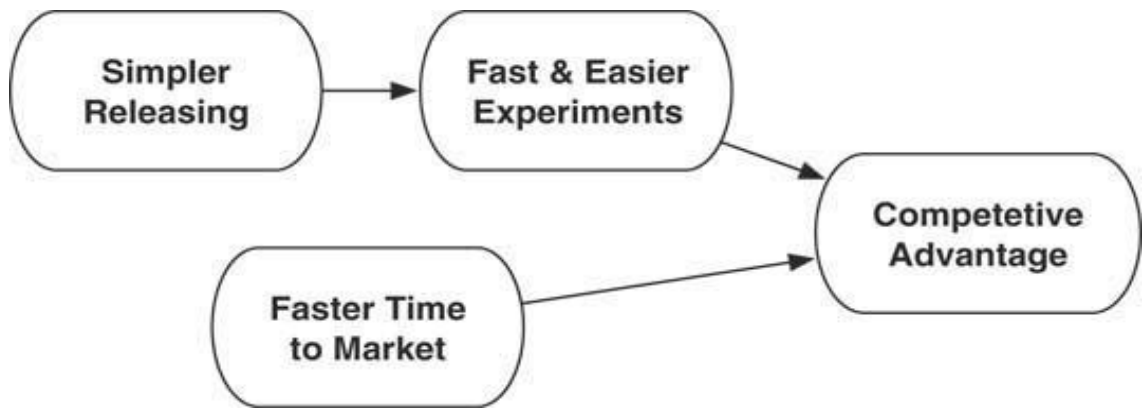 Simpler
Releasing
Fast & Easier
Experiments
Competetive
Advantage
Faster Time
to Market